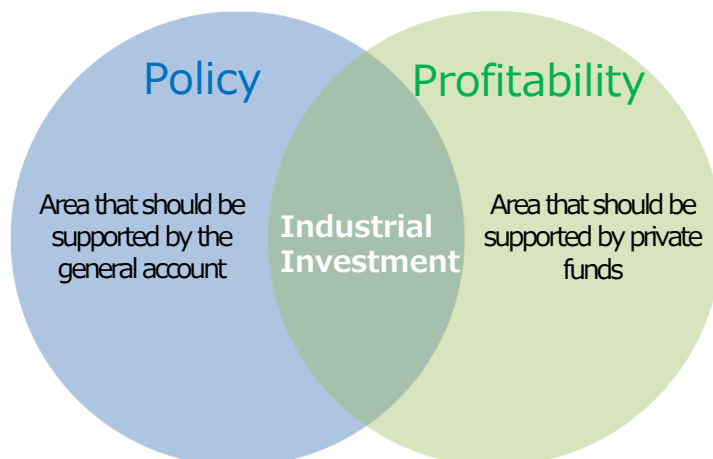 Policy
Profitability
Area that should be
supported by the
general account
Industrial
Investment
Area that should be
supported by private
funds